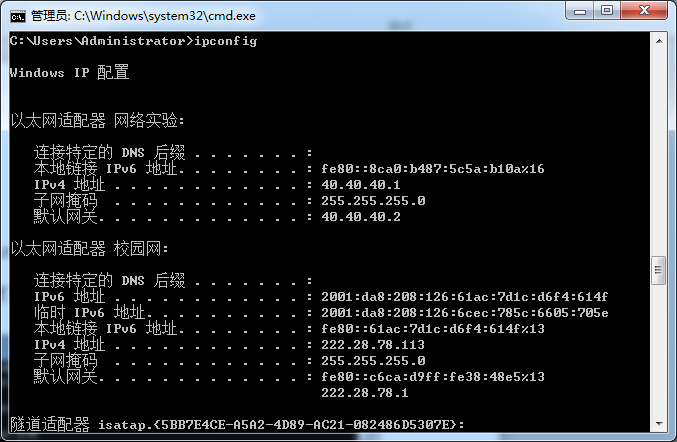 管理员: C:\Windows\system32\cmd.exe
C:\Users\Administrator>ipconfig
Windows IP 配置
以太网适配器 网络实验:
连接特定的 DNS 后缀 . . . . . . . :
本地链接 IPv6 地址. . . . . . . . : fe80::8ca0:b487:5c5a:b10a%16
IPv4 地址 . . . . . . . . . . . . : 40.40.40.1
子网掩码 . . . . . . . . . . . . : 255.255.255.0
默认网关. . . . . . . . . . . . . : 40.40.40.2
以太网适配器 校园网:
连接特定的 DNS 后缀 . . . . . . . :
IPv6 地址 . . . . . . . . . . . . : 2001:da8:208:126:61ac:7d1c:d6f4:614f
临时 IPv6 地址. . . . . . . . . . : 2001:da8:208:126:6cec:785c:6605:705e
本地链接 IPv6 地址. . . . . . . . : fe80::61ac:7d1c:d6f4:614f%13
IPv4 地址 . . . . . . . . . . . . : 222.28.78.113
子网掩码 . . . . . . . . . . . . : 255.255.255.0
默认网关. . . . . . . . . . . . . : fe80::c6ca:d9ff:fe38:48e5%13
222.28.78.1
隧道适配器 isatap.{5BB7E4CE-A5A2-4D89-AC21-082486D5307E}: